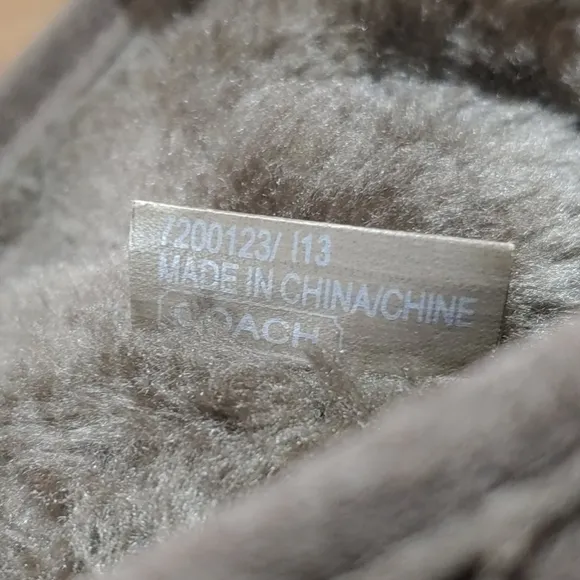 /200123/ I13
MADE IN CHINA/CHINE
COACH